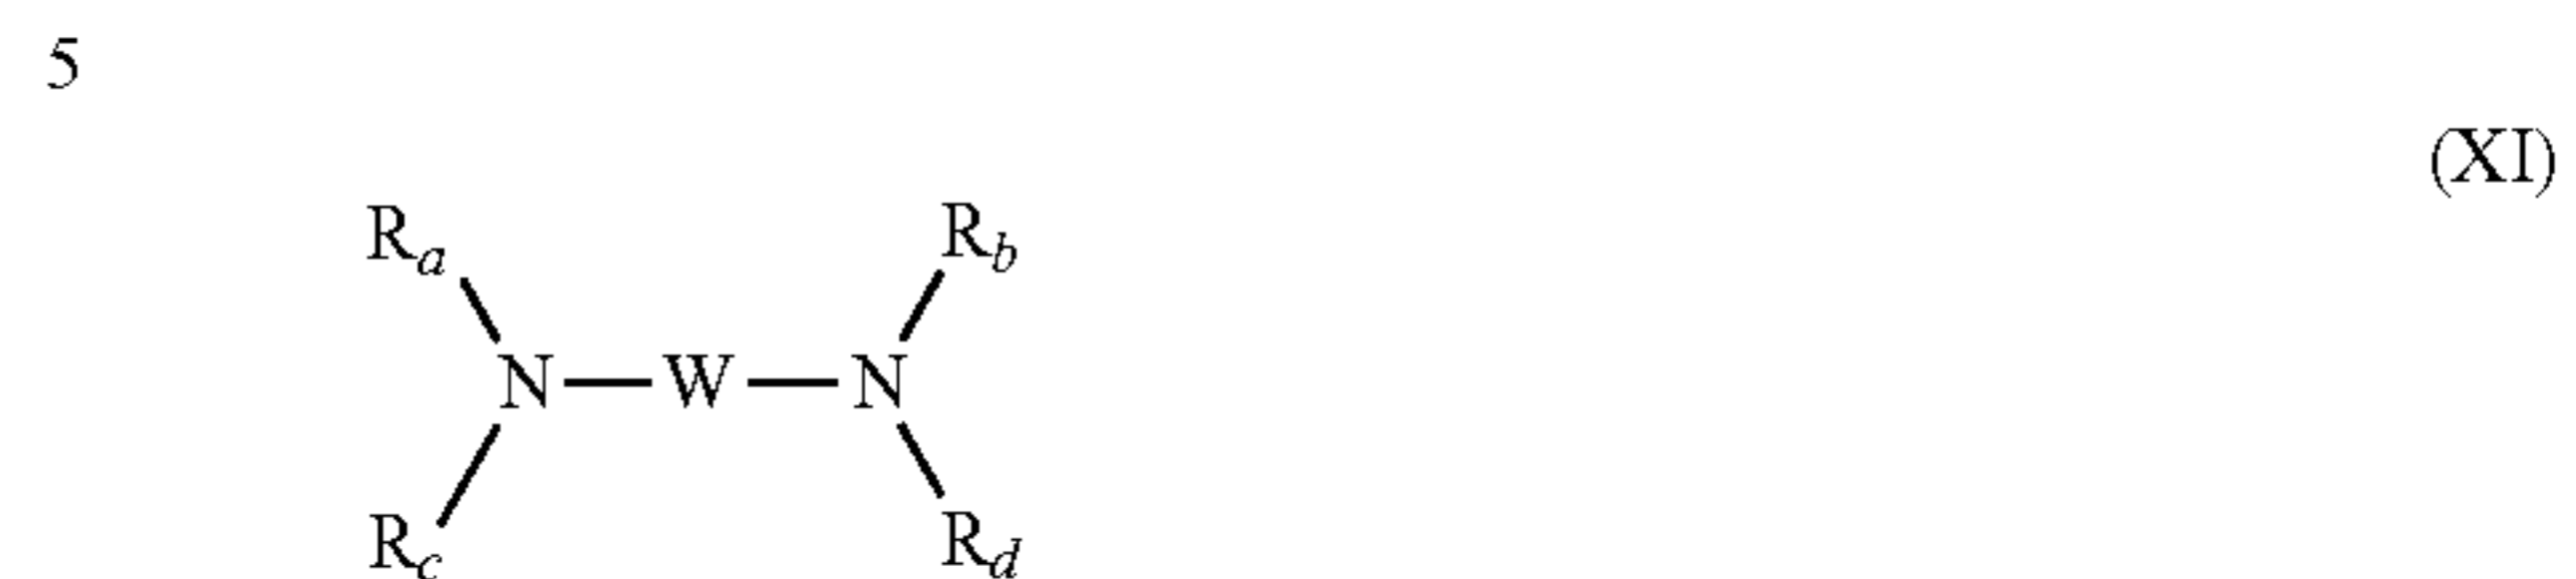 5
(XI)
Ra Rb
N—W—N
Rc Rd